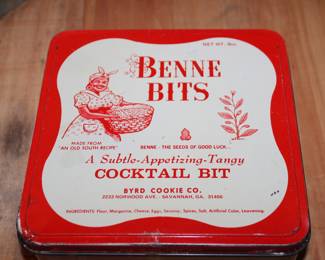 NET WT. 8oz.
BENNE
BITS
MADE FROM
"AN OLD SOUTH RECIPE"
BENNE - THE SEEDS OF GOOD LUCK...
A Subtle-Appetizing-Tangy
COCKTAIL BIT
BYRD COOKIE CO.
2233 NORWOOD AVE. SAVANNAH, GA. 31406
INGREDIENTS: Flour, Margarine, Cheese, Eggs, Sesame, Spices, Salt, Artificial Color, Leavening.